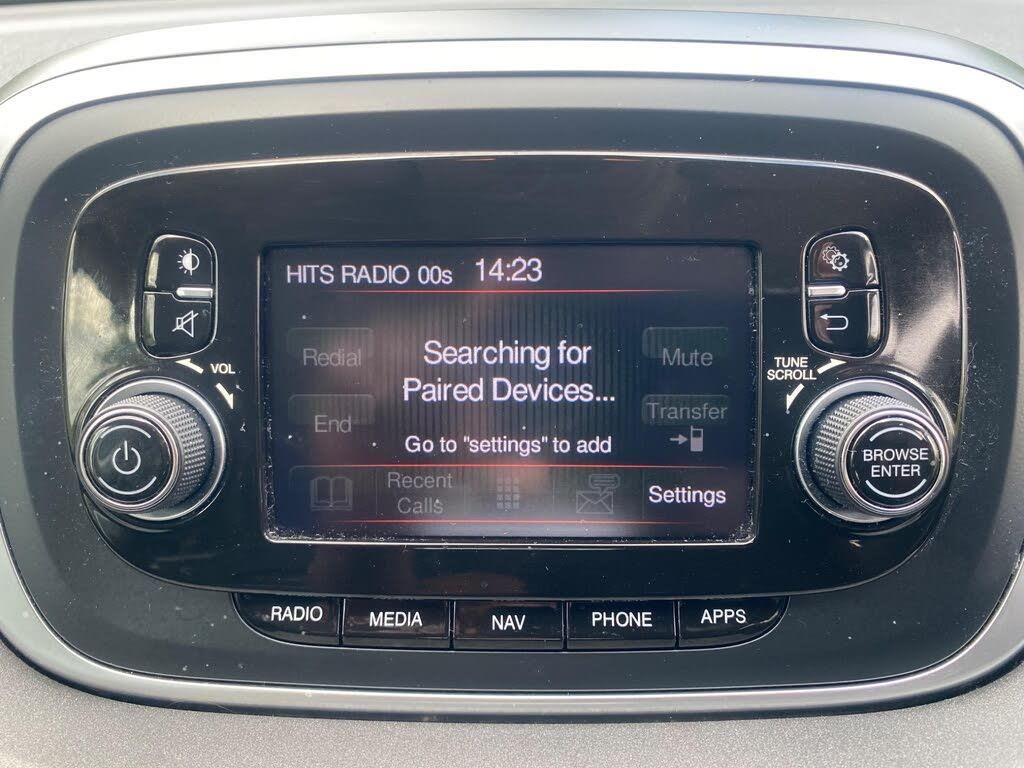 HITS RADIO 00s 14:23
VOL
TUNE
SCROLL
Redial
Searching for
Paired Devices...
Mute
End
Transfer
Go to "settings" to add
BROWSE
ENTER
Recent
Calls
Settings
RADIO
MEDIA
NAV
PHONE
APPS